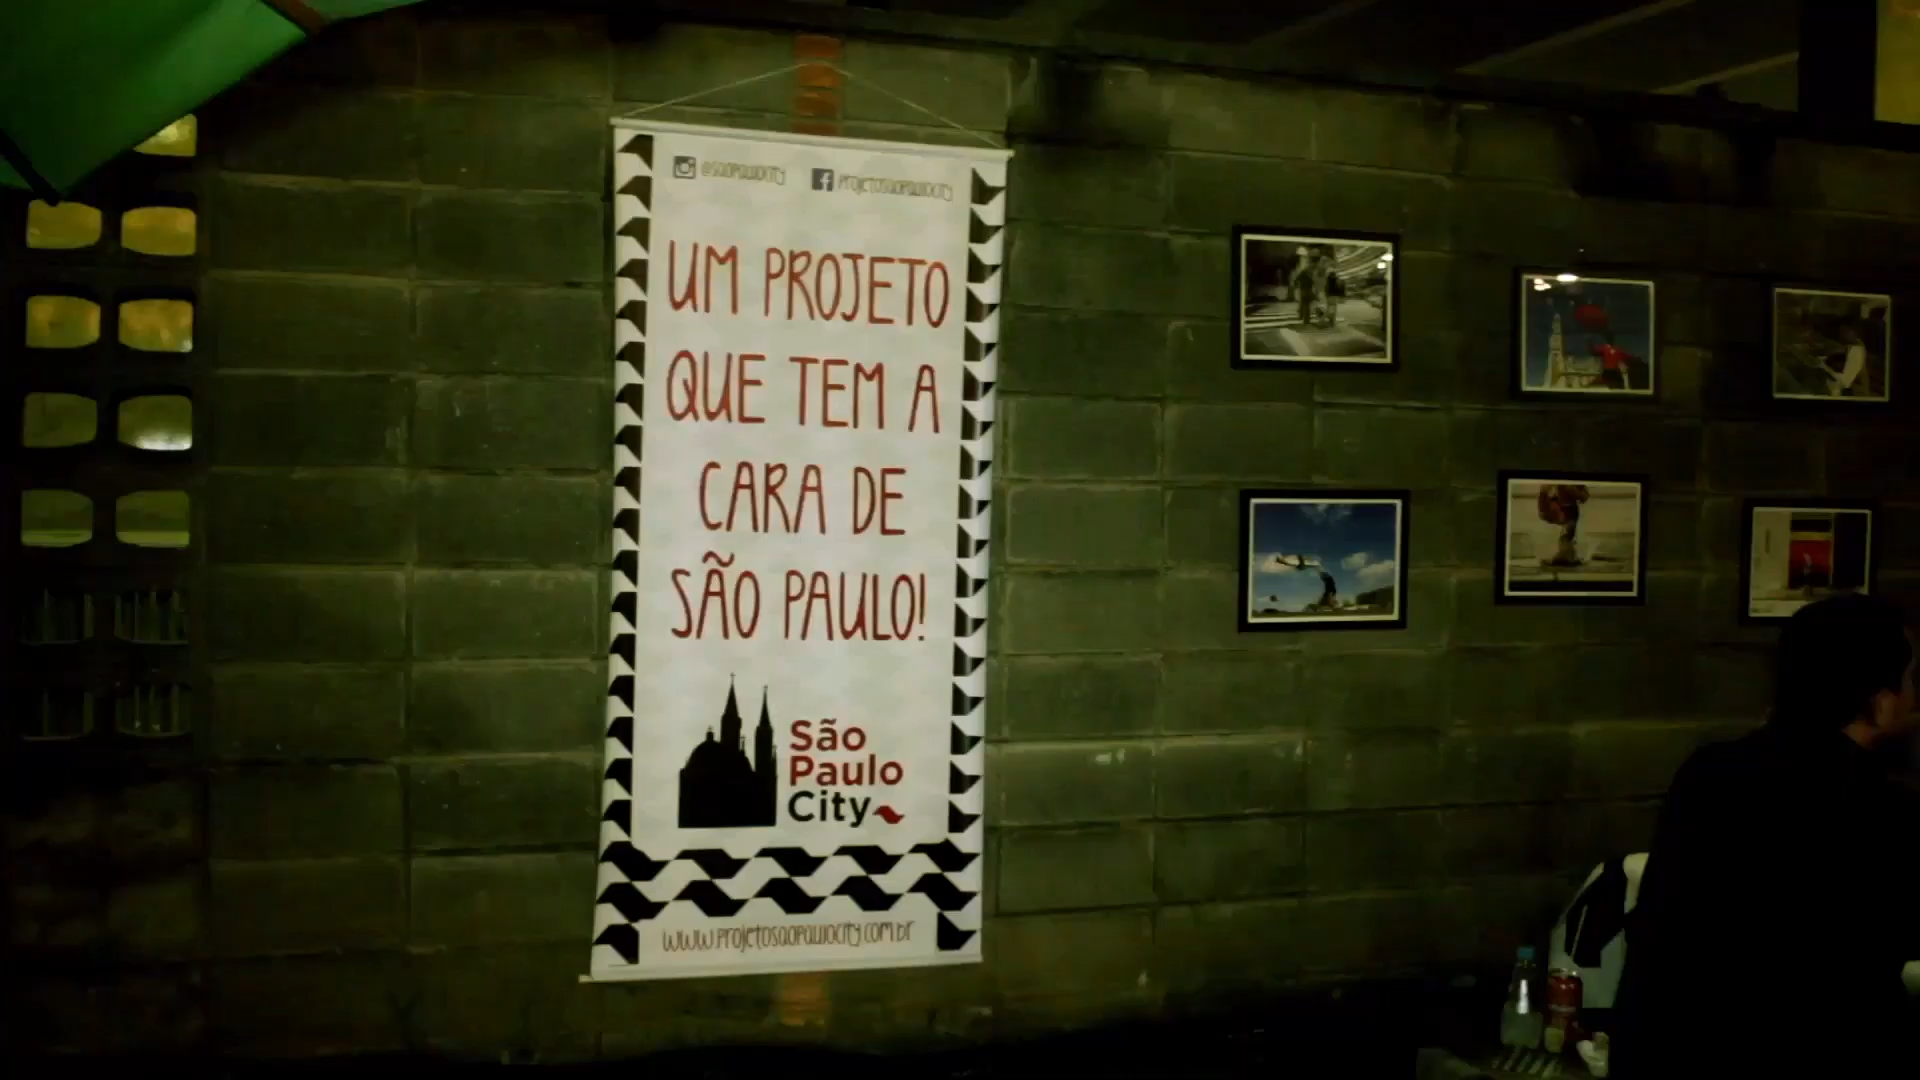 @saopaulocity projetosaopaulocity
UM PROJETO
QUE TEM A
CARA DE
SÃO PAULO!
São
Paulo
City
www.projetosaopaulocity.com.br